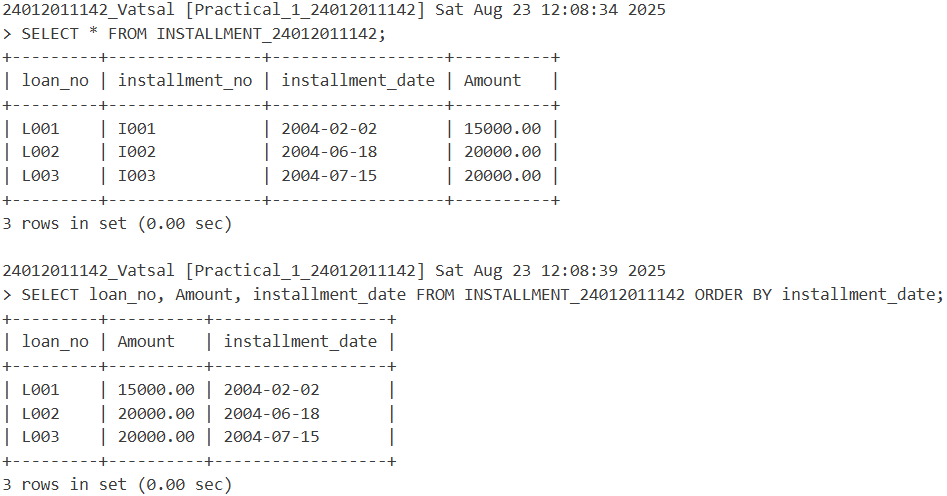 24012011142_Vatsal [Practical_1_24012011142] Sat Aug 23 12:08:34 2025
> SELECT * FROM INSTALLMENT_24012011142;
+---------+----------------+------------------+----------+
| loan_no | installment_no | installment_date | Amount   |
+---------+----------------+------------------+----------+
| L001    | I001           | 2004-02-02       | 15000.00 |
| L002    | I002           | 2004-06-18       | 20000.00 |
| L003    | I003           | 2004-07-15       | 20000.00 |
+---------+----------------+------------------+----------+
3 rows in set (0.00 sec)

24012011142_Vatsal [Practical_1_24012011142] Sat Aug 23 12:08:39 2025
> SELECT loan_no, Amount, installment_date FROM INSTALLMENT_24012011142 ORDER BY installment_date;
+---------+----------+------------------+
| loan_no | Amount   | installment_date |
+---------+----------+------------------+
| L001    | 15000.00 | 2004-02-02       |
| L002    | 20000.00 | 2004-06-18       |
| L003    | 20000.00 | 2004-07-15       |
+---------+----------+------------------+
3 rows in set (0.00 sec)